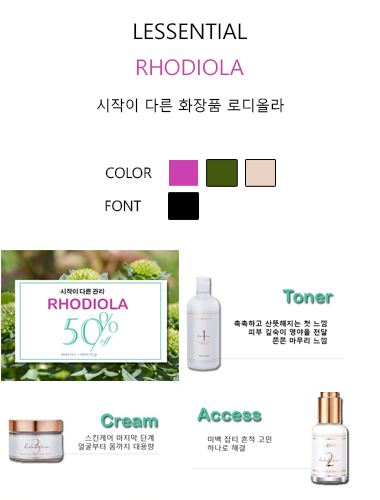 LESSENTIAL
RHODIOLA
시작이 다른 화장품 로디올라
COLOR
FONT
·시작이 다른 관리
RHODIOLA
50% off
Toner
촉촉하고 산뜻해지는 첫 느낌
피부 깊숙이 영야을 전달
쫀쫀 마무리 느낌
1
Cream
스킨케어 마지막 단계
얼굴부터 몸까지 대용량
3
Access
미백 잡티 흔적 고민
하나로 해결
2